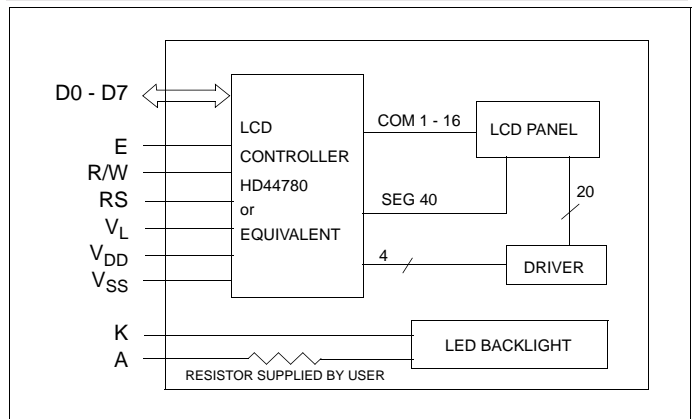 D0 - D7
E
R/W
RS
VL
VDD
VSS
K
A
LCD
CONTROLLER
HD44780
or
EQUIVALENT
COM 1 - 16
LCD PANEL
SEG 40
20
4
DRIVER
LED BACKLIGHT
RESISTOR SUPPLIED BY USER